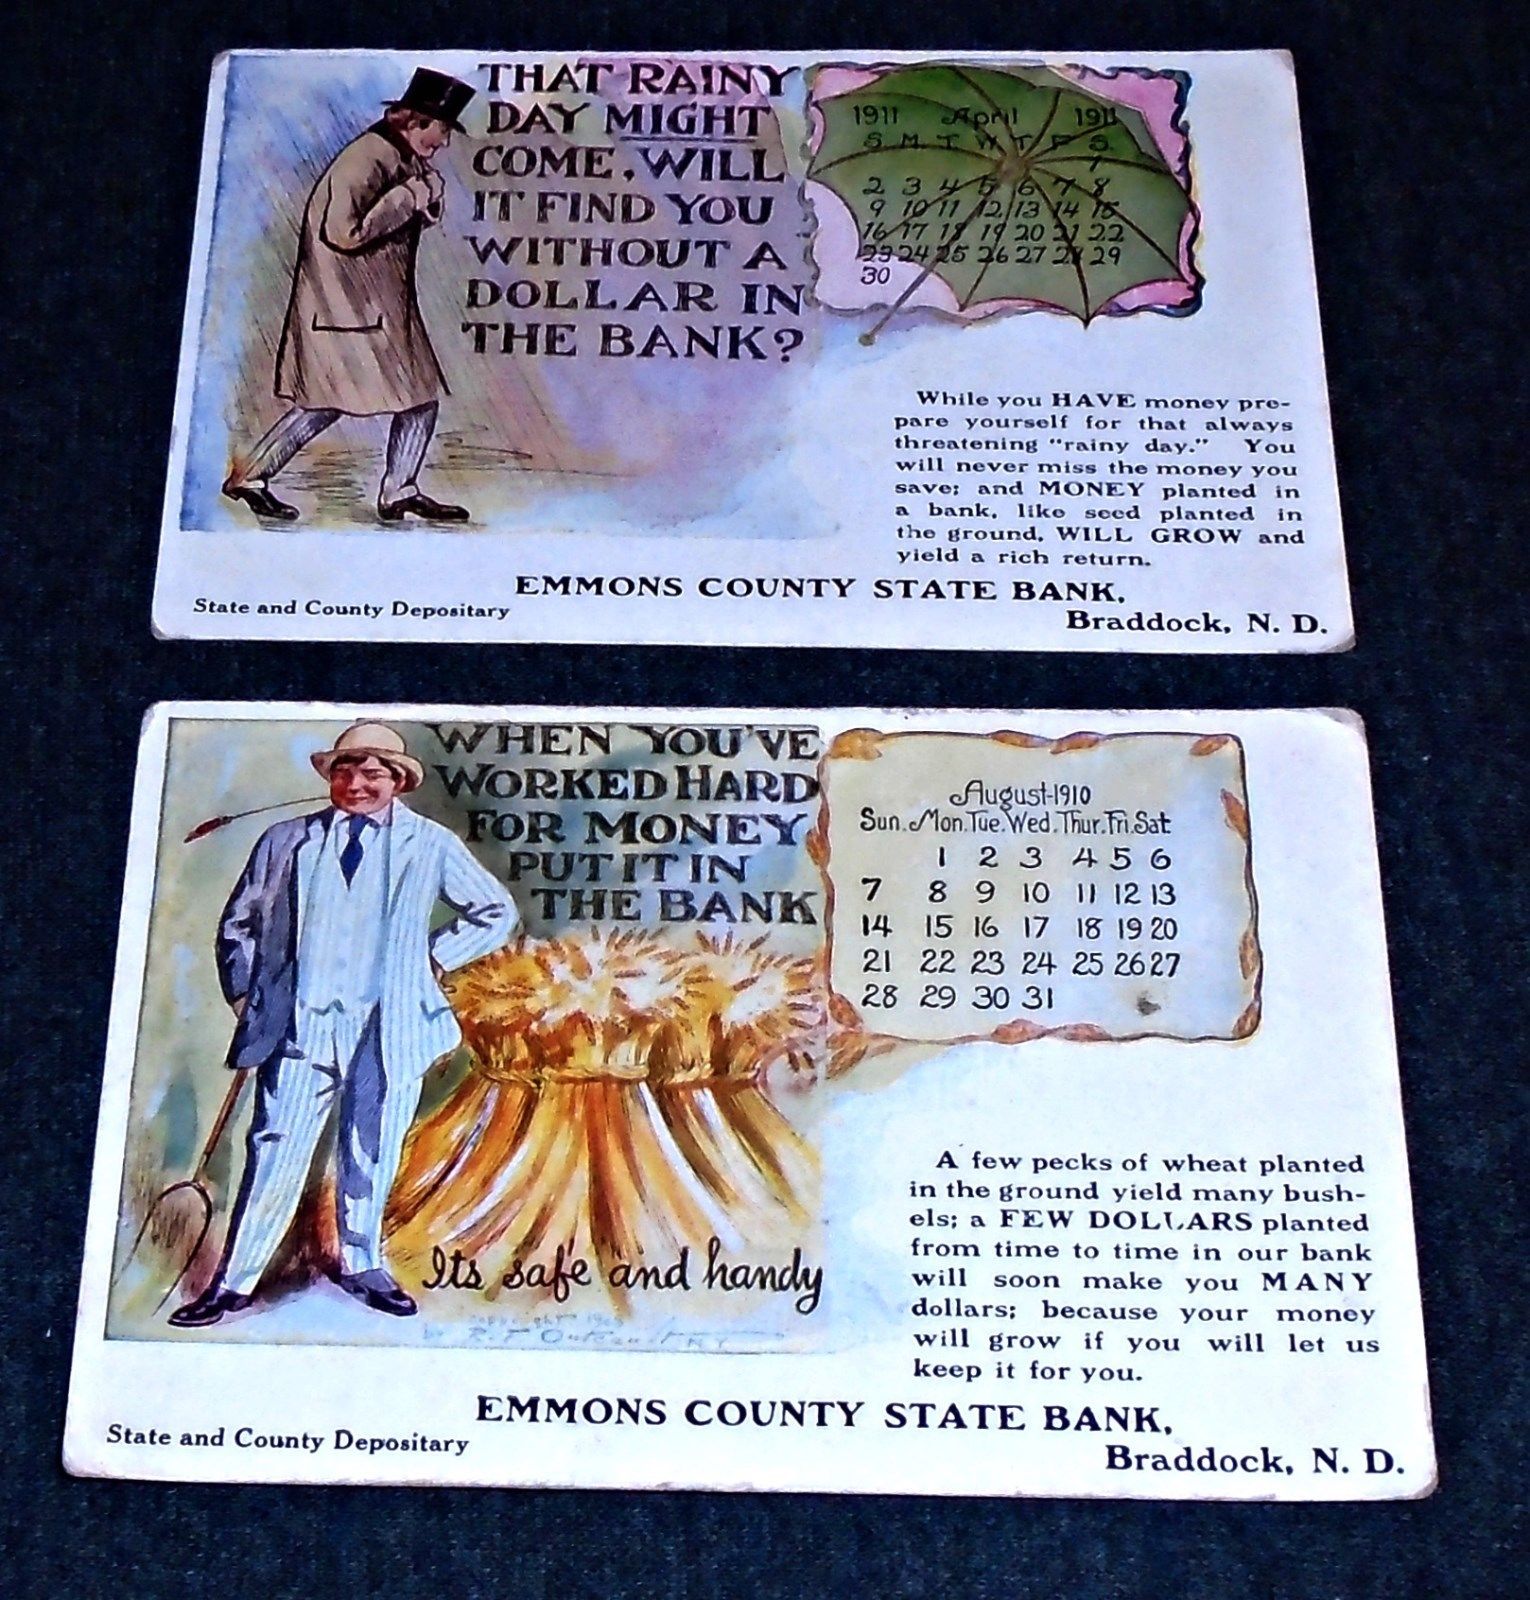 THAT RAINY
DAY MIGHT
COME, WILL
IT FIND YOU
WITHOUT A
DOLLAR IN
THE BANK?
1911 April 1911
S. M. T W T F S.
1
2 3 4 5 6 7 8
9 10 11 12 13 14 15
16 17 18 19 20 21 22
23 24 25 26 27 28 29
30
While you HAVE money pre-
pare yourself for that always
threatening "rainy day." You
will never miss the money you
save; and MONEY planted in
a bank, like seed planted in
the ground, WILL GROW and
yield a rich return.
EMMONS COUNTY STATE BANK,
State and County Depositary
Braddock, N. D.
WHEN YOU'VE
WORKED HARD
FOR MONEY
PUT IT IN
THE BANK
August-1910
Sun. Mon. Tue. Wed. Thur. Fri. Sat
1 2 3 4 5 6
7 8 9 10 11 12 13
14 15 16 17 18 19 20
21 22 23 24 25 26 27
28 29 30 31
Its safe and handy
by R.F. Outcault NY
A few pecks of wheat planted
in the ground yield many bush-
els; a FEW DOLLARS planted
from time to time in our bank
will soon make you MANY
dollars; because your money
will grow if you will let us
keep it for you.
EMMONS COUNTY STATE BANK,
State and County Depositary
Braddock, N. D.